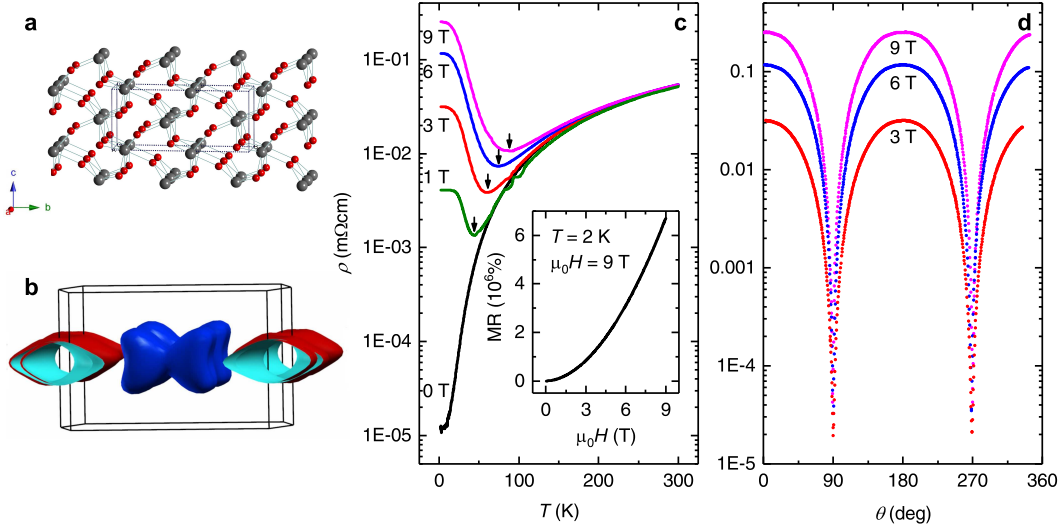 a
c
a
b
b
c
9 T
6 T
3 T
1 T
0 T
1E-01
1E-02
1E-03
1E-04
1E-05
ρ (mΩcm)
0
100
200
300
T (K)
T = 2 K
μ₀H = 9 T
MR (10⁶%)
6
4
2
0
0
3
6
9
μ₀H (T)
d
9 T
6 T
3 T
0.1
0.01
0.001
1E-4
1E-5
0
90
180
270
360
θ (deg)